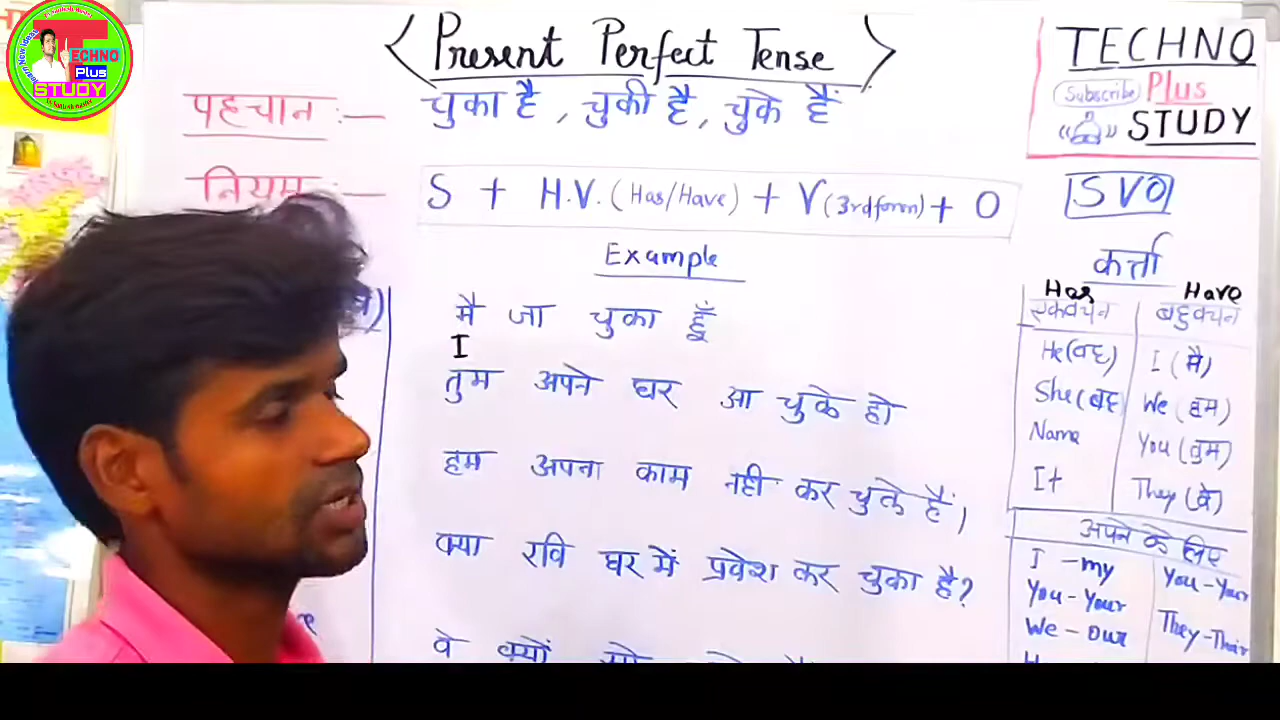 TECHNO
Plus
STUDY
< Present Perfect Tense >
पहचान :— चुका है , चुकी है, चुके हैं
नियम :— S + H.V. (Has/Have) + V (3rd form) + O
Example
मै जा चुका हूँ
I
तुम अपने घर आ चुके हो
हम अपना काम नही कर चुके हैं,
क्या रवि घर में प्रवेश कर चुका है?
वे क्यों
TECHNO
Subscribe Plus
STUDY
SVO
कर्त्ता
Has Have
एकवचन बहुवचन
He(वह) I (मै)
She(वह) We (हम)
Name You (तुम)
It They (वे)
अपने के लिए
I -my You-Your
You-Your They-Their
We-Our